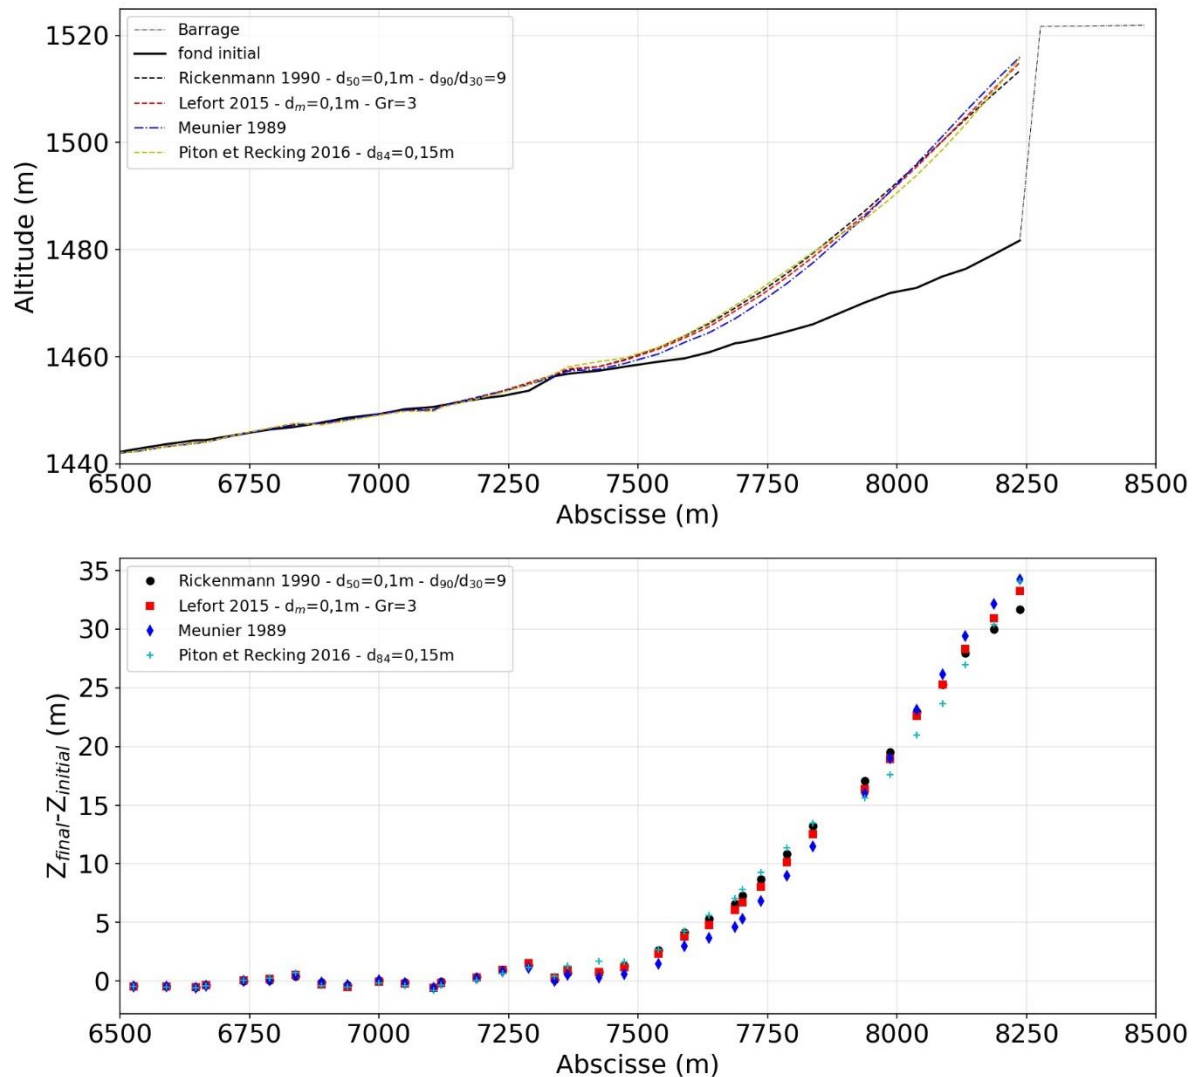 1520
1500
1480
1460
1440
Altitude (m)
Barrage
fond initial
Rickenmann 1990 - d50=0,1m - d90/d30=9
Lefort 2015 - dm=0,1m - Gr=3
Meunier 1989
Piton et Recking 2016 - d84=0,15m
6500 6750 7000 7250 7500 7750 8000 8250 8500
Abscisse (m)
35
30
25
20
15
10
5
0
Zfinal-Zinitial (m)
Rickenmann 1990 - d50=0,1m - d90/d30=9
Lefort 2015 - dm=0,1m - Gr=3
Meunier 1989
Piton et Recking 2016 - d84=0,15m
6500 6750 7000 7250 7500 7750 8000 8250 8500
Abscisse (m)